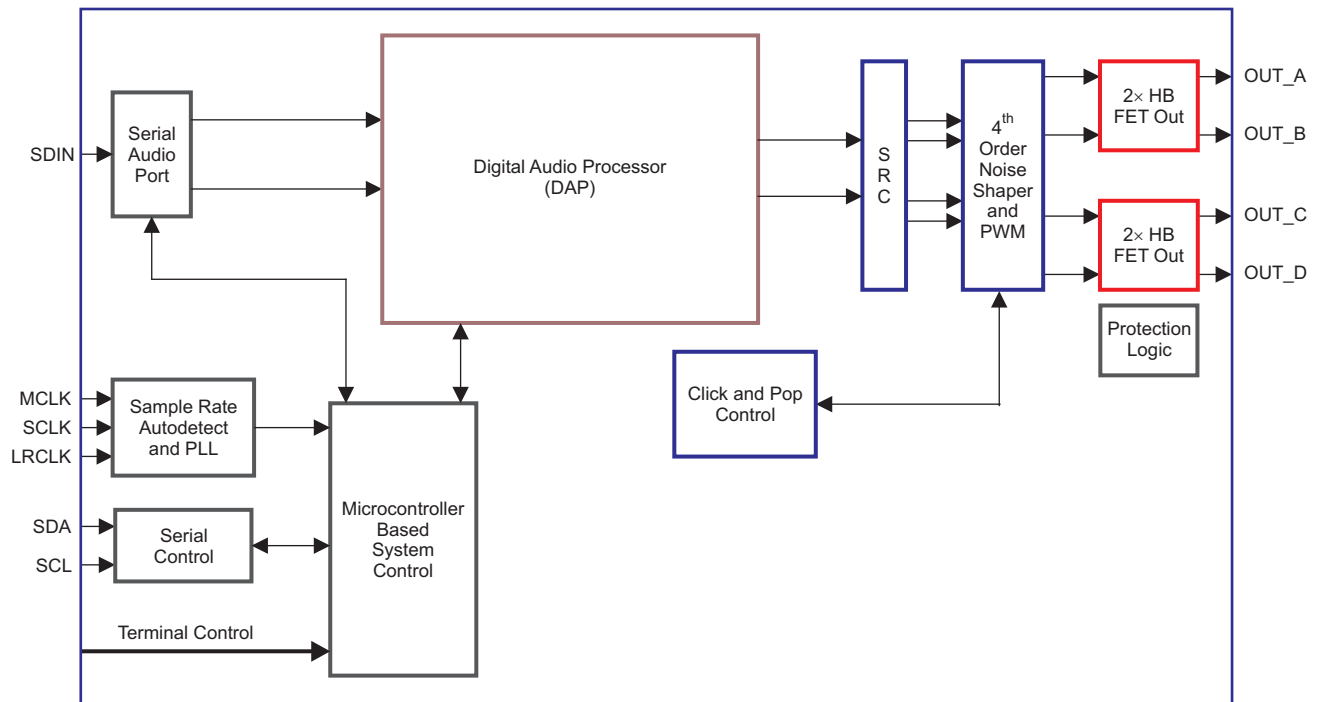 SDIN
Serial
Audio
Port
Digital Audio Processor
(DAP)
S
R
C
4th
Order
Noise
Shaper
and
PWM
2× HB
FET Out
OUT_A
OUT_B
2× HB
FET Out
OUT_C
OUT_D
Protection
Logic
Click and Pop
Control
MCLK
SCLK
LRCLK
Sample Rate
Autodetect
and PLL
SDA
SCL
Serial
Control
Microcontroller
Based
System
Control
Terminal Control